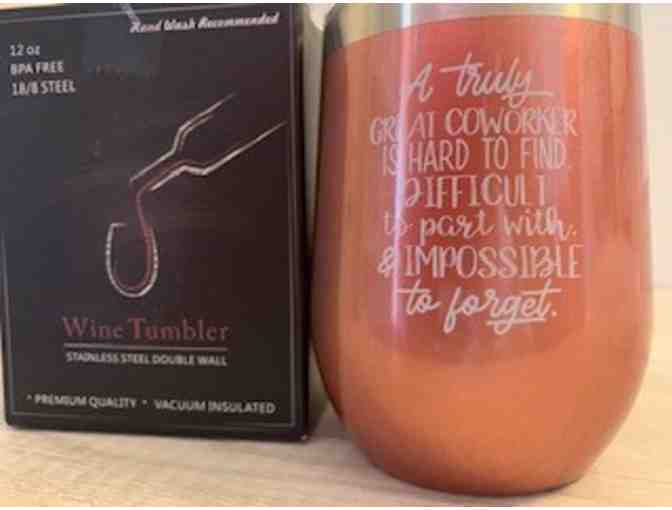 Hand Wash Recommended
12 oz
BPA FREE
18/8 STEEL
Wine Tumbler
STAINLESS STEEL DOUBLE WALL
* PREMIUM QUALITY * VACUUM INSULATED
A truly
GREAT COWORKER
IS HARD TO FIND.
DIFFICULT
to part with.
& IMPOSSIBLE
to forget.